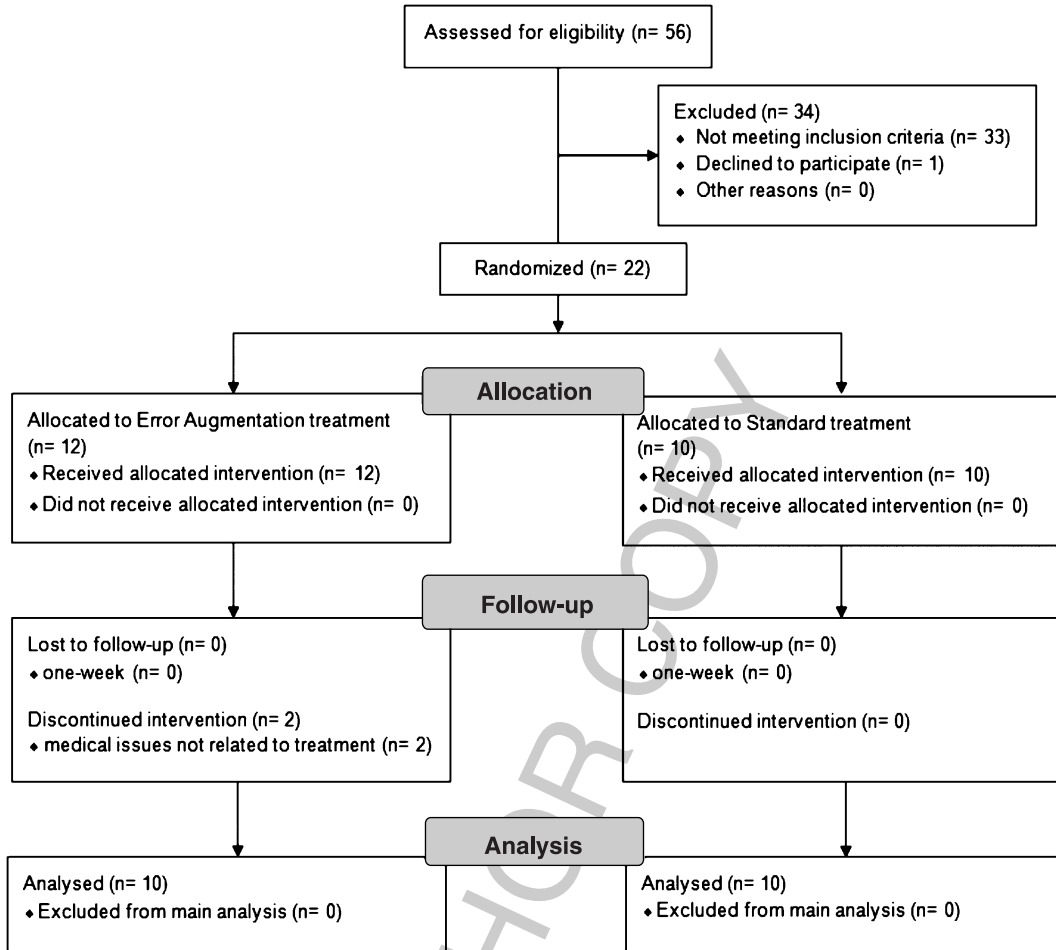 Assessed for eligibility (n= 56)
Excluded (n= 34)
⬥ Not meeting inclusion criteria (n= 33)
⬥ Declined to participate (n= 1)
⬥ Other reasons (n= 0)
Randomized (n= 22)
Allocation
Allocated to Error Augmentation treatment
(n= 12)
⬥ Received allocated intervention (n= 12)
⬥ Did not receive allocated intervention (n= 0)
Allocated to Standard treatment
(n= 10)
⬥ Received allocated intervention (n= 10)
⬥ Did not receive allocated intervention (n= 0)
Follow-up
Lost to follow-up (n= 0)
⬥ one-week (n= 0)
Discontinued intervention (n= 2)
⬥ medical issues not related to treatment (n= 2)
Lost to follow-up (n= 0)
⬥ one-week (n= 0)
Discontinued intervention (n= 0)
Analysis
Analysed (n= 10)
⬥ Excluded from main analysis (n= 0)
Analysed (n= 10)
⬥ Excluded from main analysis (n= 0)
HOR COPY